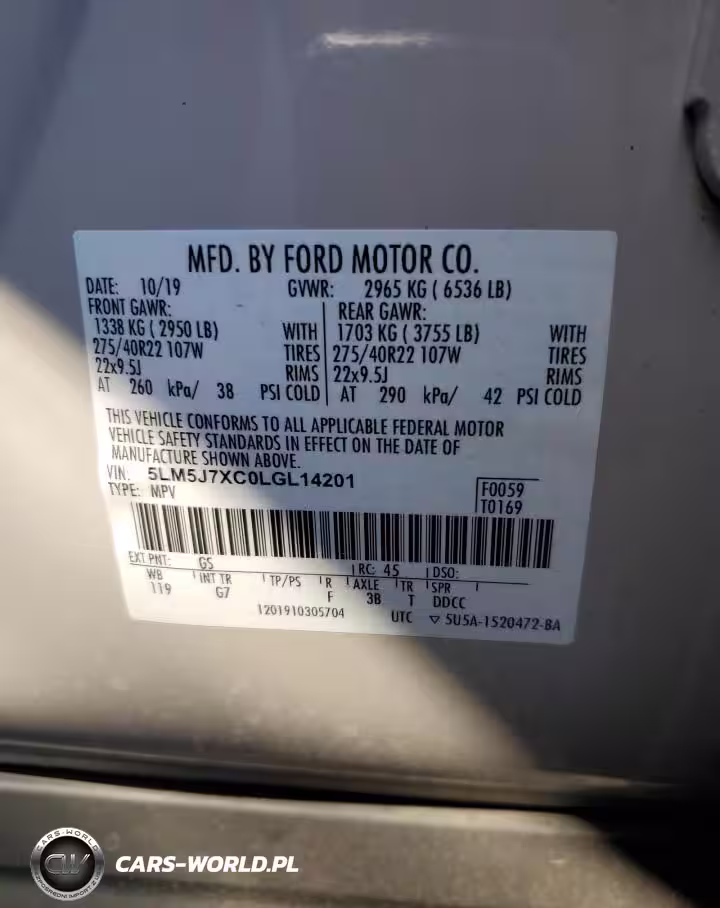 MFD. BY FORD MOTOR CO.
DATE: 10/19 GVWR: 2965 KG ( 6536 LB)
FRONT GAWR: REAR GAWR:
1338 KG ( 2950 LB) WITH 1703 KG ( 3755 LB) WITH
275/40R22 107W TIRES 275/40R22 107W TIRES
22x9.5J RIMS 22x9.5J RIMS
AT 260 kPa/ 38 PSI COLD AT 290 kPa/ 42 PSI COLD
THIS VEHICLE CONFORMS TO ALL APPLICABLE FEDERAL MOTOR
VEHICLE SAFETY STANDARDS IN EFFECT ON THE DATE OF
MANUFACTURE SHOWN ABOVE.
VIN: 5LM5J7XC0LGL14201
TYPE: MPV
F0059
T0169
EXT PNT: GS RC: 45 DSO:
WB INT TR TP/PS R AXLE TR SPR
119 G7 F 3B T DDCC
1201910305704 UTC ▽ 5U5A-1520472-BA
CARS-WORLD
CW
CARS-WORLD.PL